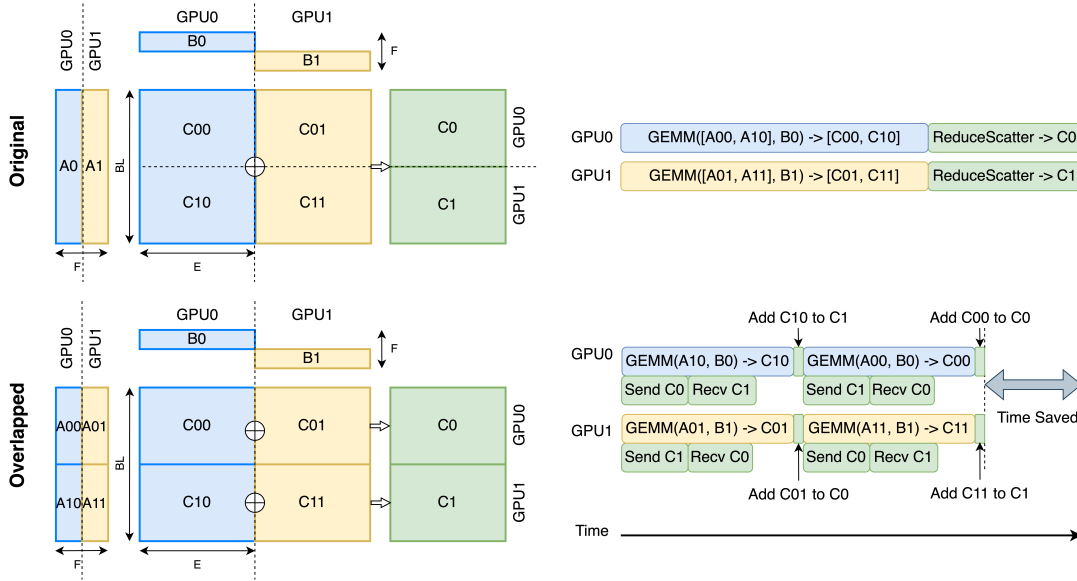 Original
GPU0
GPU1
GPU0
GPU1
B0
B1
F
A0
A1
BL
C00
C01
C10
C11
C0
C1
GPU0
GPU1
F
E
GPU0
GEMM([A00, A10], B0) -> [C00, C10]
ReduceScatter -> C0
GPU1
GEMM([A01, A11], B1) -> [C01, C11]
ReduceScatter -> C1
Overlapped
GPU0
GPU1
GPU0
GPU1
B0
B1
F
A00
A01
A10
A11
BL
C00
C01
C10
C11
C0
C1
GPU0
GPU1
F
E
Add C10 to C1
Add C00 to C0
GPU0
GEMM(A10, B0) -> C10
GEMM(A00, B0) -> C00
Send C0
Recv C1
Send C1
Recv C0
Time Saved
GPU1
GEMM(A01, B1) -> C01
GEMM(A11, B1) -> C11
Send C1
Recv C0
Send C0
Recv C1
Add C01 to C0
Add C11 to C1
Time